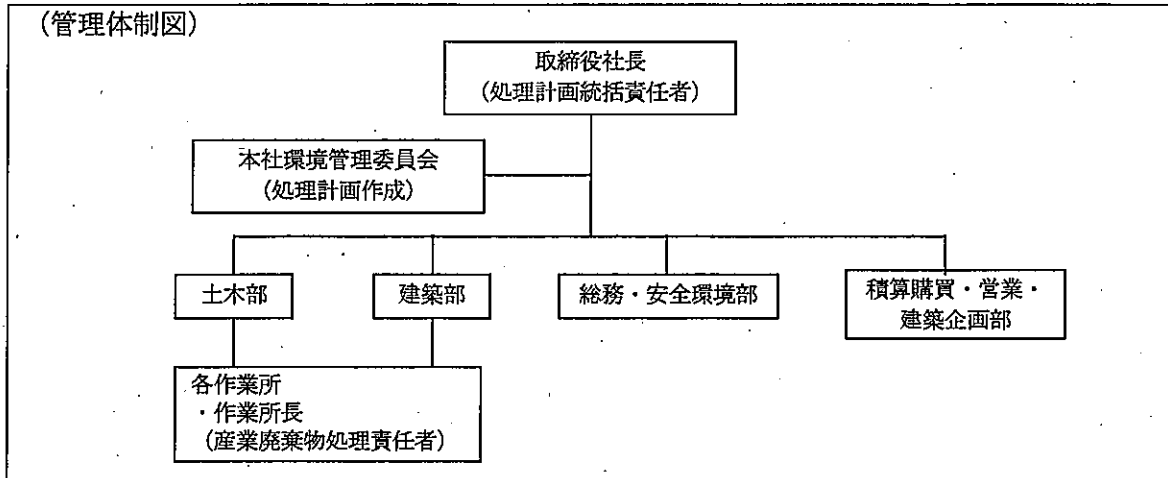 (管理体制図)
取締役社長
(処理計画統括責任者)
本社環境管理委員会
(処理計画作成)
土木部
建築部
総務・安全環境部
積算購買・営業・
建築企画部
各作業所
・作業所長
(産業廃棄物処理責任者)